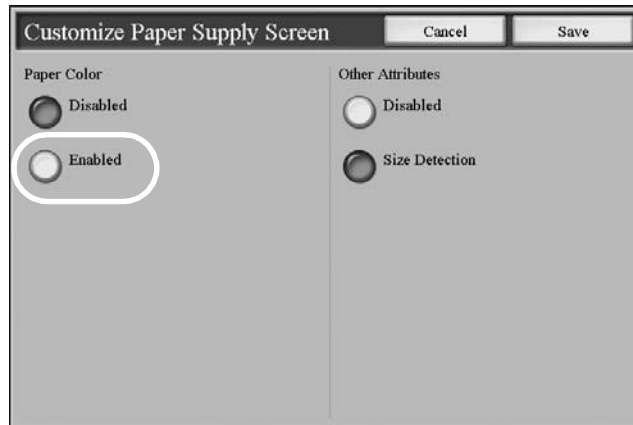 Customize Paper Supply Screen
Cancel
Save
Paper Color
Disabled
Enabled
Other Attributes
Disabled
Size Detection